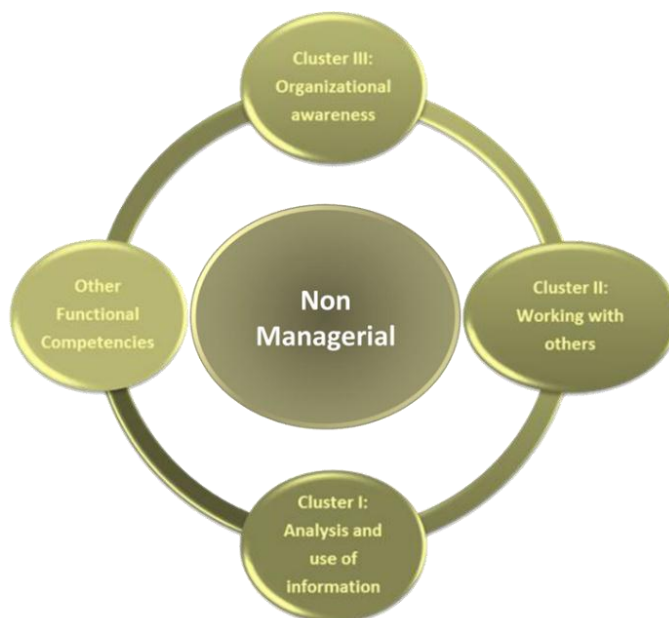 Cluster III:
Organizational
awareness
Other
Functional
Competencies
Non
Managerial
Cluster II:
Working with
others
Cluster I:
Analysis and
use of
information